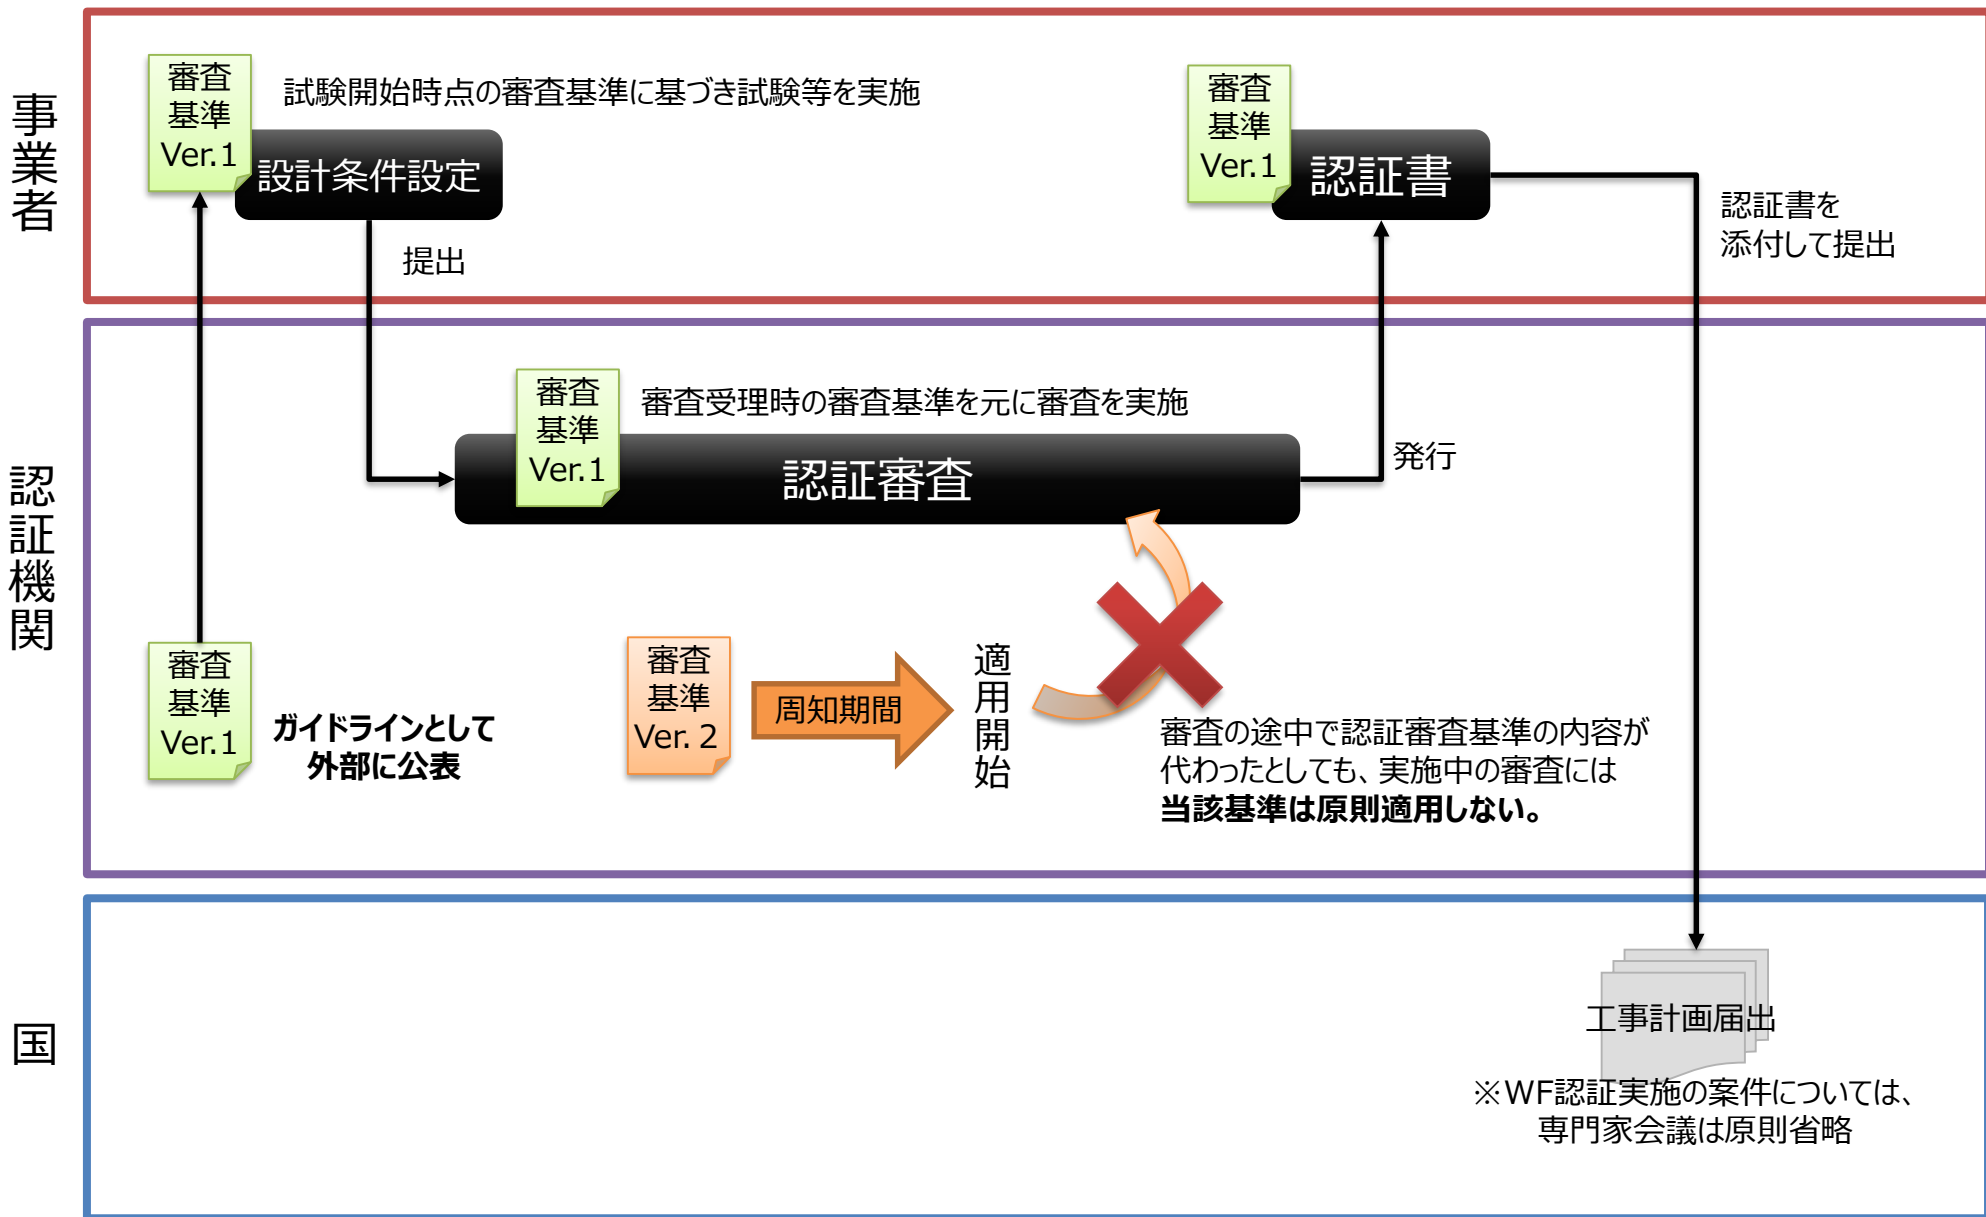 事業者
審査
基準
Ver.1
試験開始時点の審査基準に基づき試験等を実施
設計条件設定
提出
審査
基準
Ver.1
認証書
認証書を
添付して提出
認証機関
審査
基準
Ver.1
審査受理時の審査基準を元に審査を実施
認証審査
発行
審査
基準
Ver.1
ガイドラインとして
外部に公表
審査
基準
Ver. 2
周知期間
適用開始
審査の途中で認証審査基準の内容が
代わったとしても、実施中の審査には
当該基準は原則適用しない。
国
工事計画届出
※WF認証実施の案件については、
専門家会議は原則省略